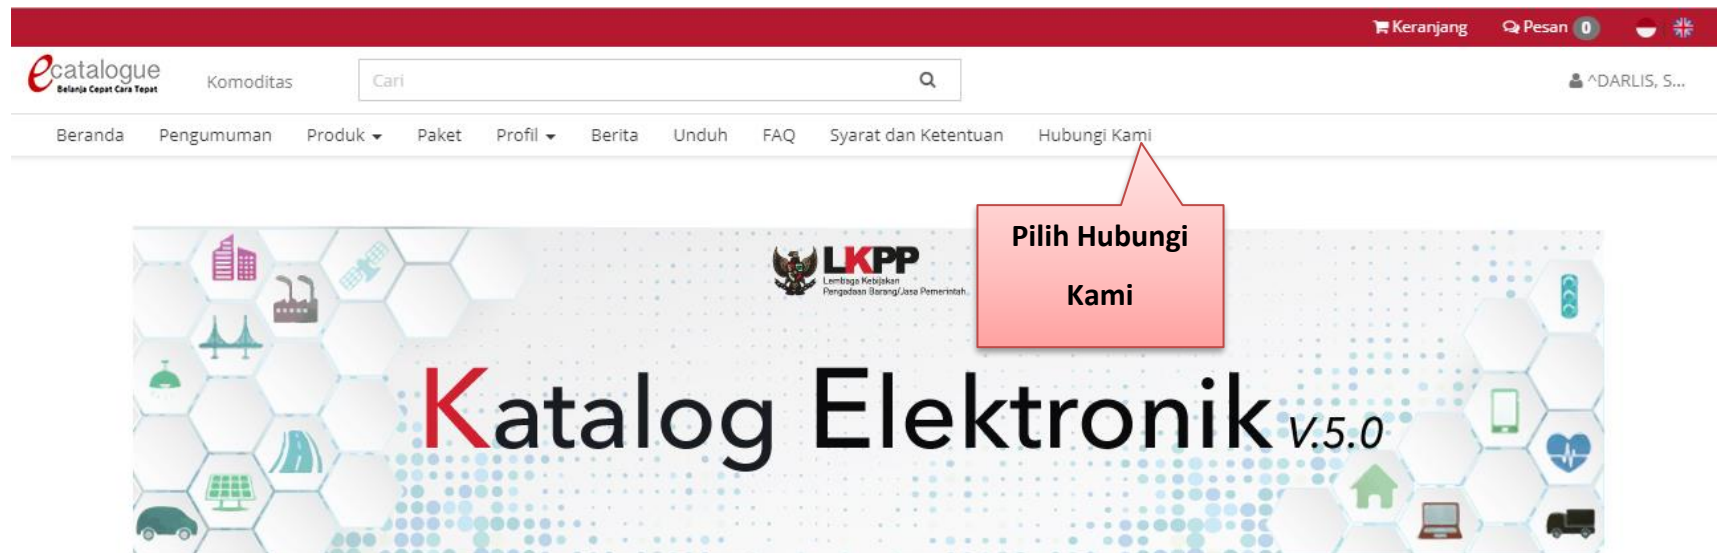 Keranjang Pesan 0
ecatalogue
Belanja Cepat Cara Tepat
Komoditas
Cari
^DARLIS, S...
Beranda Pengumuman Produk Paket Profil Berita Unduh FAQ Syarat dan Ketentuan Hubungi Kami
Pilih Hubungi
Kami
LKPP
Lembaga Kebijakan
Pengadaan Barang/Jasa Pemerintah
Katalog Elektronik V.5.0